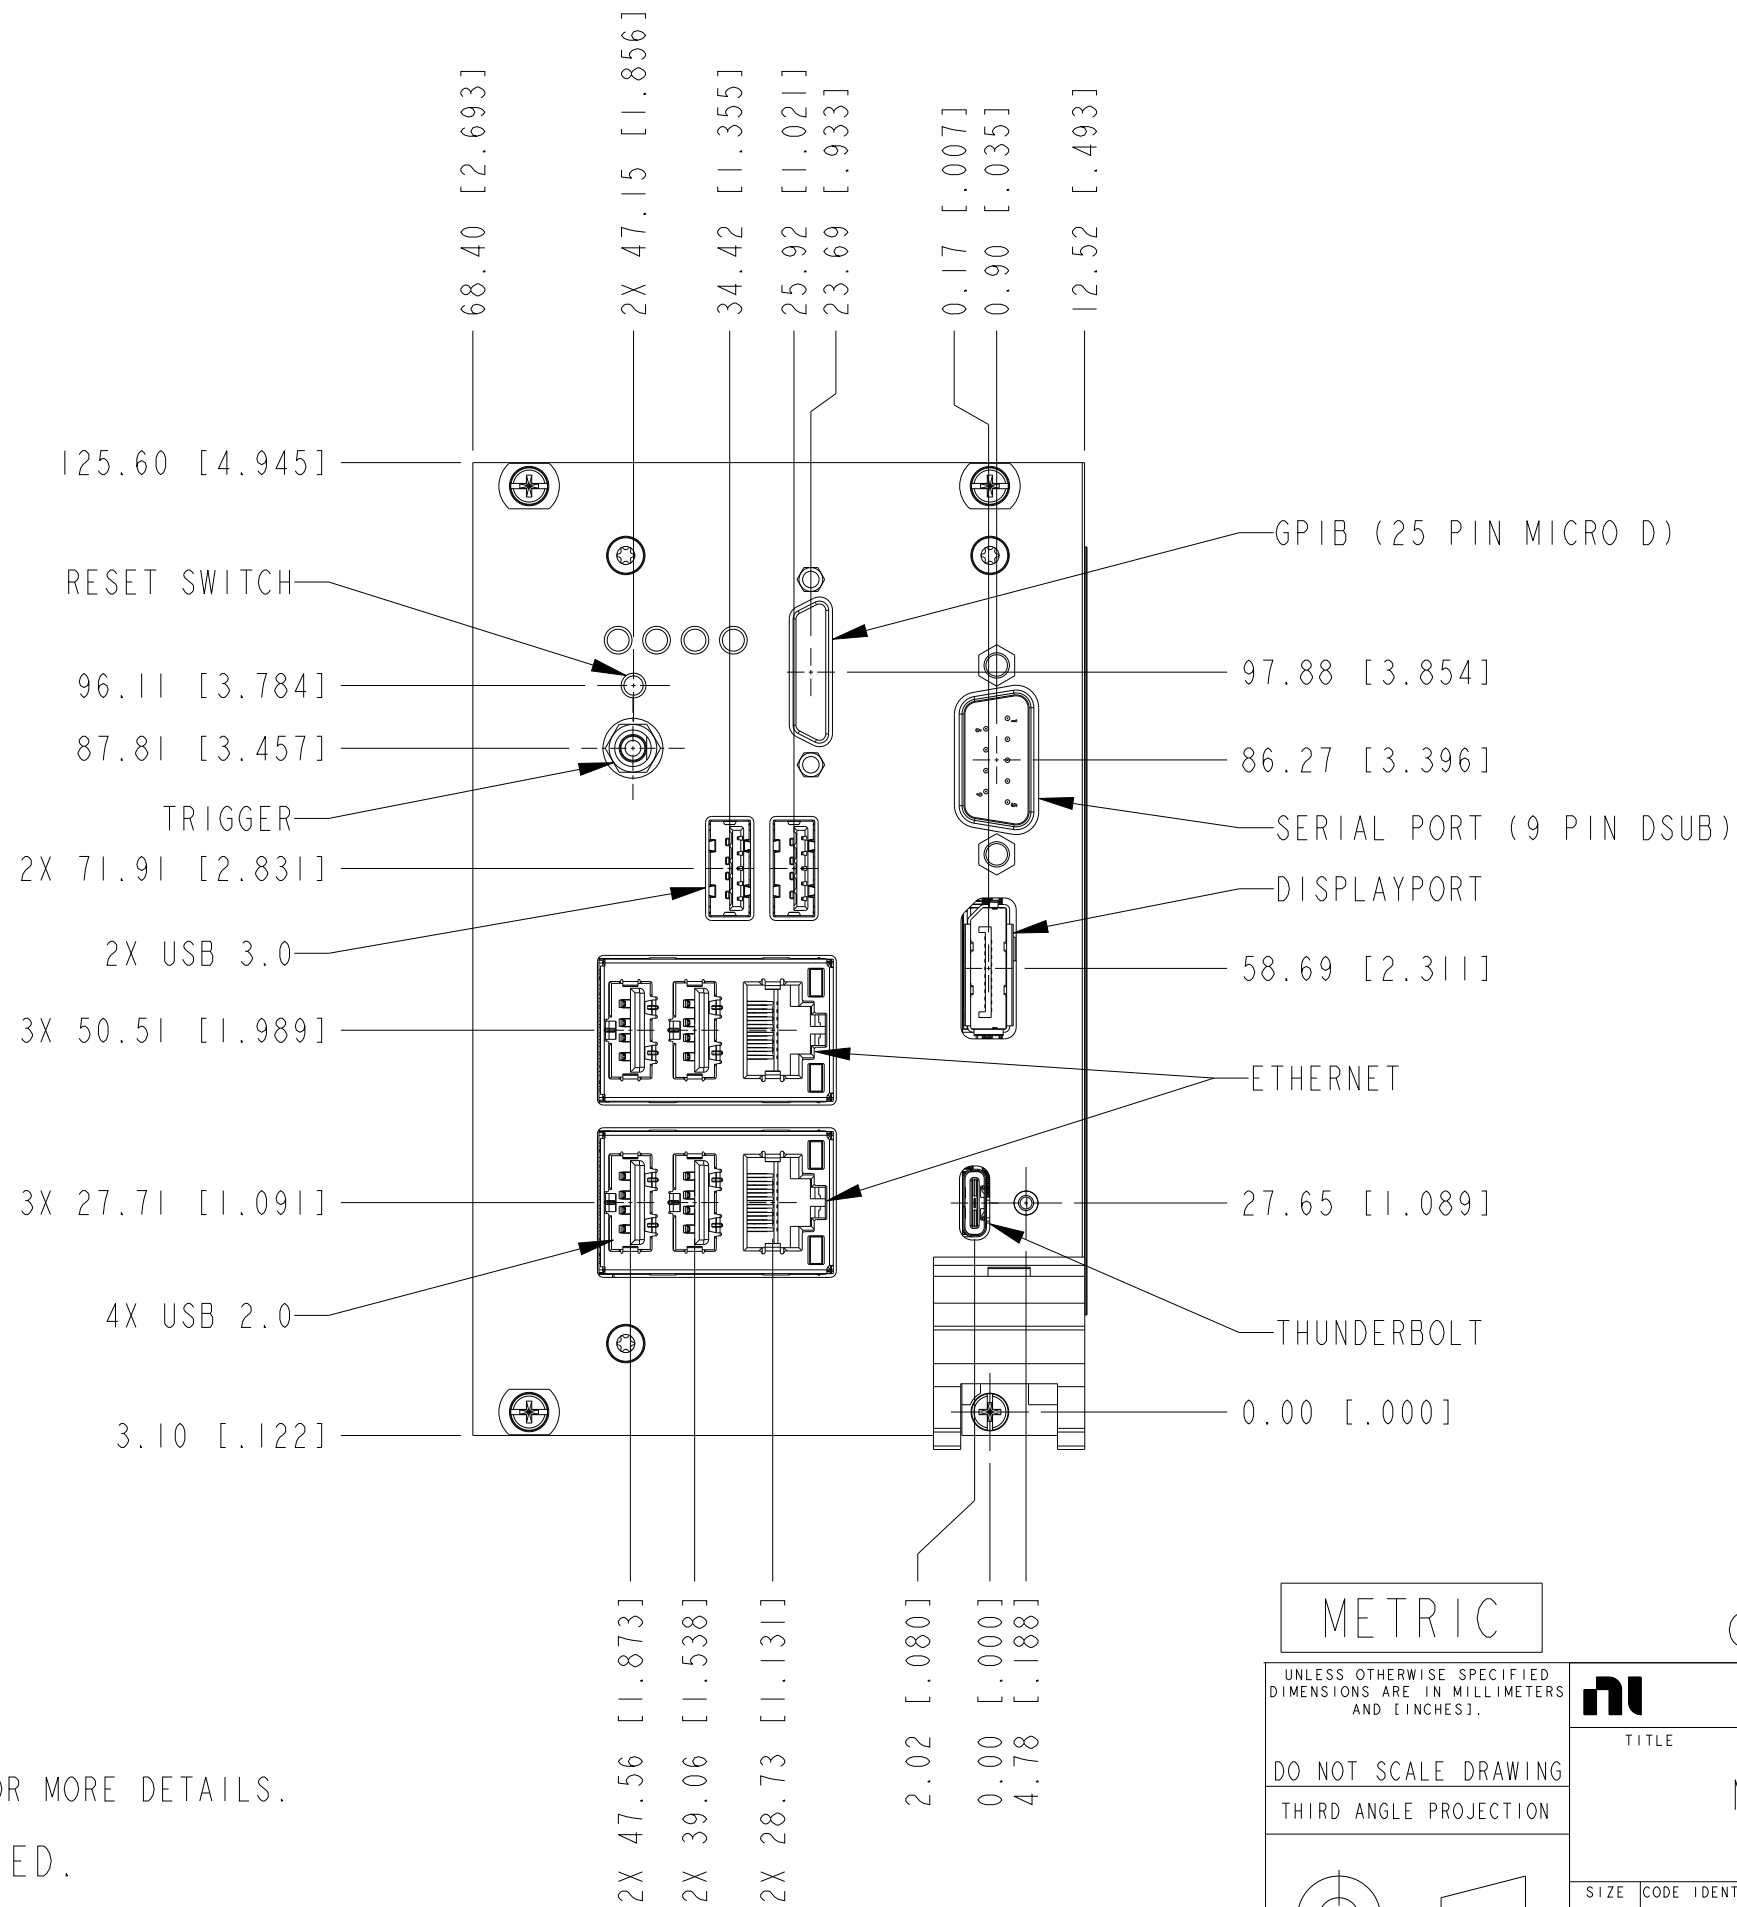 68.40 [2.693]
2X 47.15 [1.856]
34.42 [1.355]
25.92 [1.021]
23.69 [.933]
0.17 [.007]
0.90 [.035]
12.52 [.493]
125.60 [4.945]
GPIB (25 PIN MICRO D)
RESET SWITCH
97.88 [3.854]
96.11 [3.784]
87.81 [3.457]
86.27 [3.396]
TRIGGER
SERIAL PORT (9 PIN DSUB)
2X 71.91 [2.831]
DISPLAYPORT
2X USB 3.0
58.69 [2.311]
3X 50.51 [1.989]
ETHERNET
3X 27.71 [1.091]
27.65 [1.089]
4X USB 2.0
THUNDERBOLT
3.10 [.122]
0.00 [.000]
2X 47.56 [1.873]
2X 39.06 [1.538]
2X 28.73 [1.131]
2.02 [.080]
0.00 [.000]
4.78 [.188]
METRIC
UNLESS OTHERWISE SPECIFIED
DIMENSIONS ARE IN MILLIMETERS
AND [INCHES].
ni
TITLE
DO NOT SCALE DRAWING
THIRD ANGLE PROJECTION
OR MORE DETAILS.
ED.
SIZE
CODE IDENT